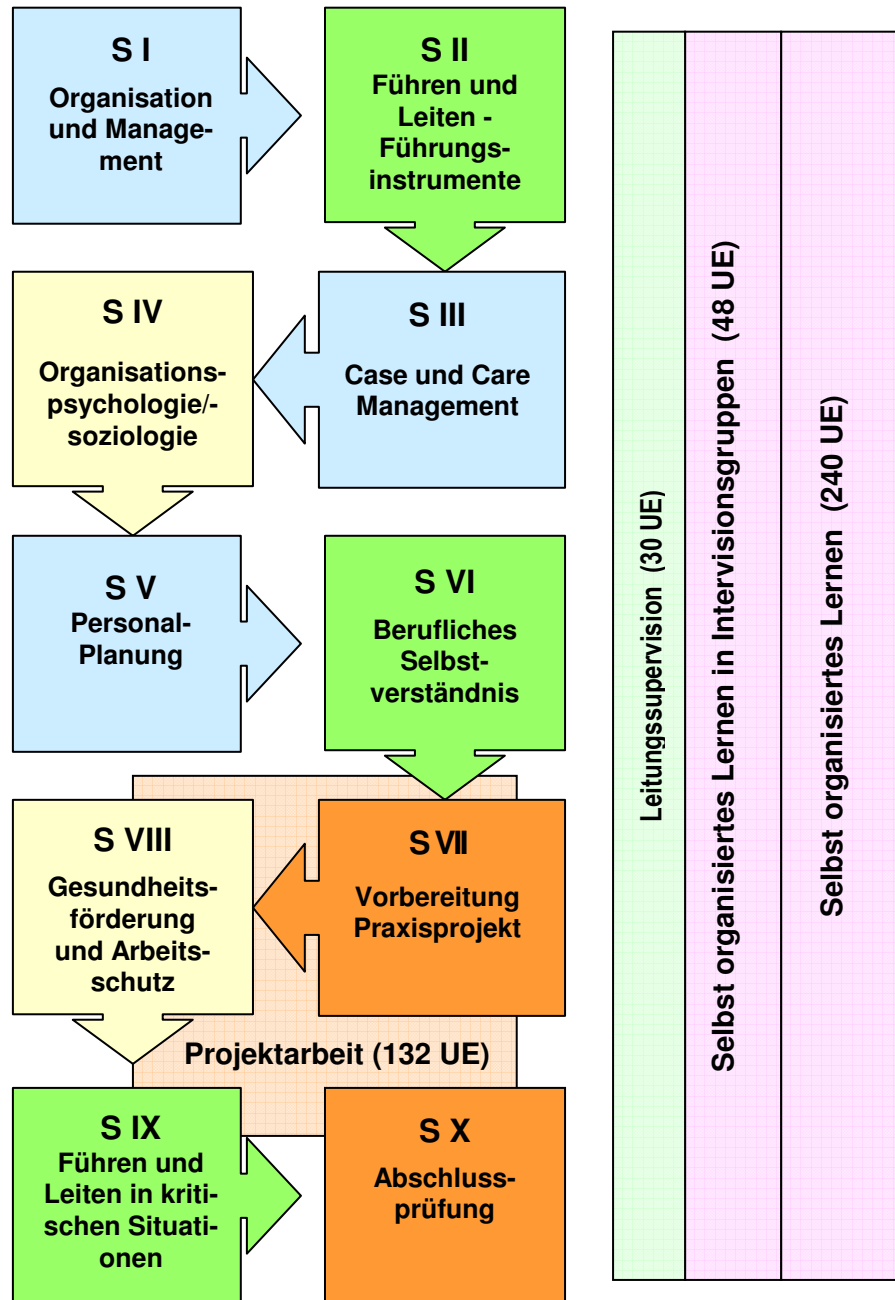 S I
Organisation
und Manage-
ment
S II
Führen und
Leiten -
Führungs-
instrumente
S IV
Organisations-
psychologie/-
soziologie
S III
Case und Care
Management
S V
Personal-
Planung
S VI
Berufliches
Selbst-
verständnis
S VIII
Gesundheits-
förderung
und Arbeits-
schutz
S VII
Vorbereitung
Praxisprojekt
Projektarbeit (132 UE)
S IX
Führen und
Leiten in kriti-
schen Situati-
onen
S X
Abschluss-
prüfung
Leitungssupervision (30 UE)
Selbst organisiertes Lernen in Intervisionsgruppen (48 UE)
Selbst organisiertes Lernen (240 UE)